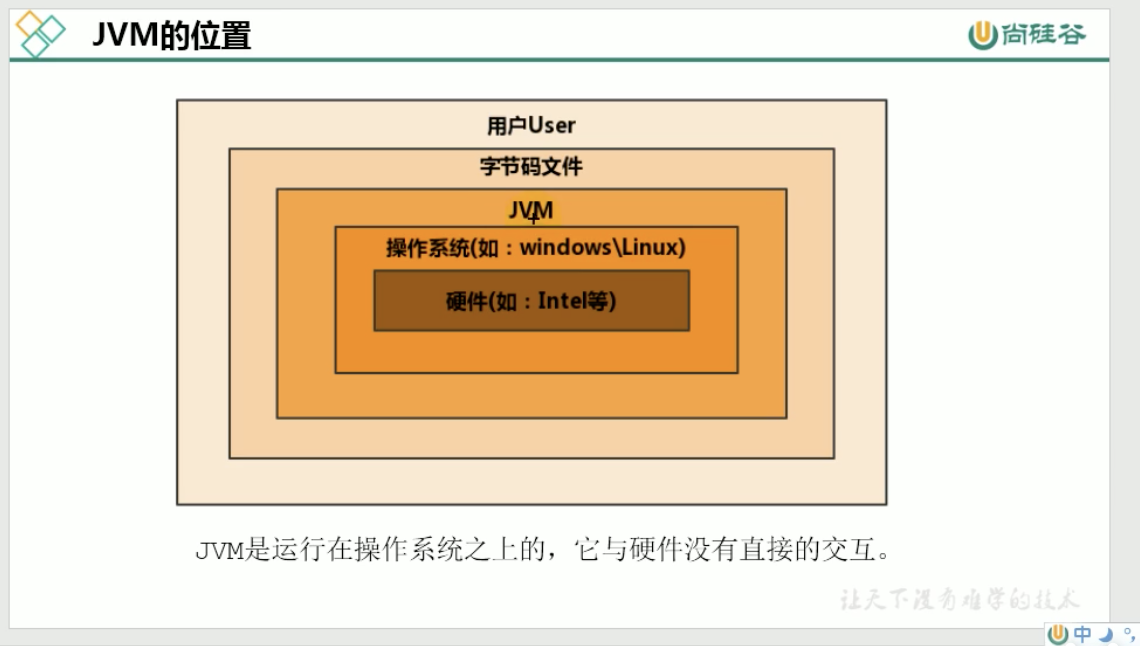 JVM的位置
尚硅谷
用户User
字节码文件
JVM
操作系统(如：windows\Linux)
硬件(如：Intel等)
JVM是运行在操作系统之上的，它与硬件没有直接的交互。
让天下没有难学的技术
中